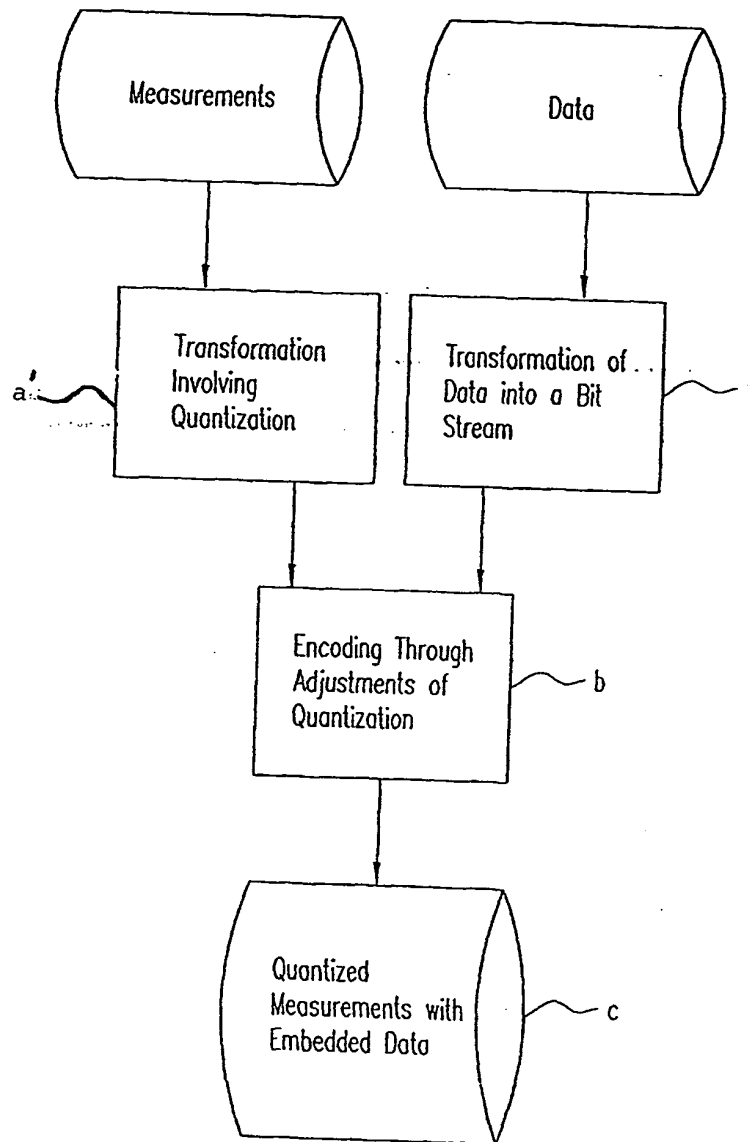 Measurements
Data
Transformation
Involving
Quantization
a'
Transformation of
Data into a Bit
Stream
Encoding Through
Adjustments of
Quantization
b
Quantized
Measurements with
Embedded Data
c